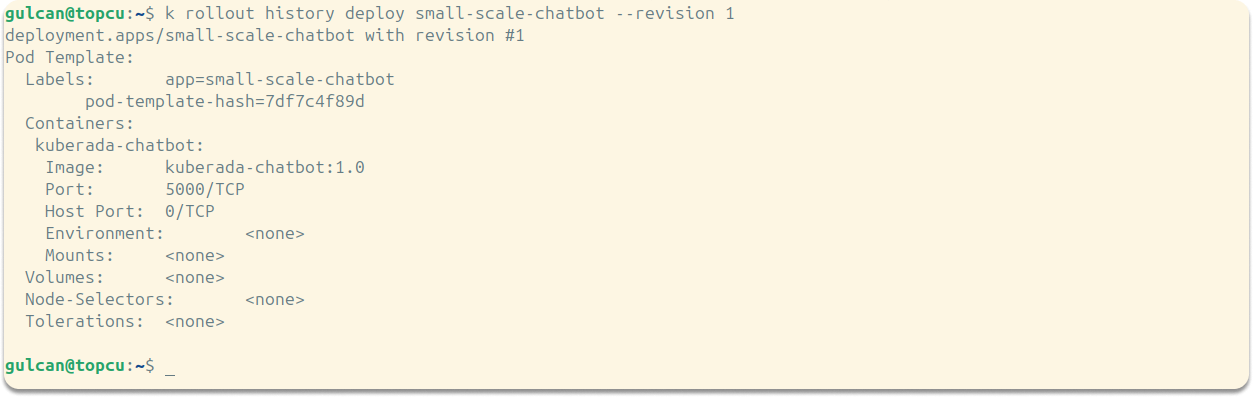 gulcan@topcu:~$ k rollout history deploy small-scale-chatbot --revision 1
deployment.apps/small-scale-chatbot with revision #1
Pod Template:
  Labels:       app=small-scale-chatbot
        pod-template-hash=7df7c4f89d
  Containers:
   kuberada-chatbot:
    Image:      kuberada-chatbot:1.0
    Port:       5000/TCP
    Host Port:  0/TCP
    Environment:        <none>
    Mounts:     <none>
  Volumes:      <none>
  Node-Selectors:       <none>
  Tolerations:  <none>

gulcan@topcu:~$ _